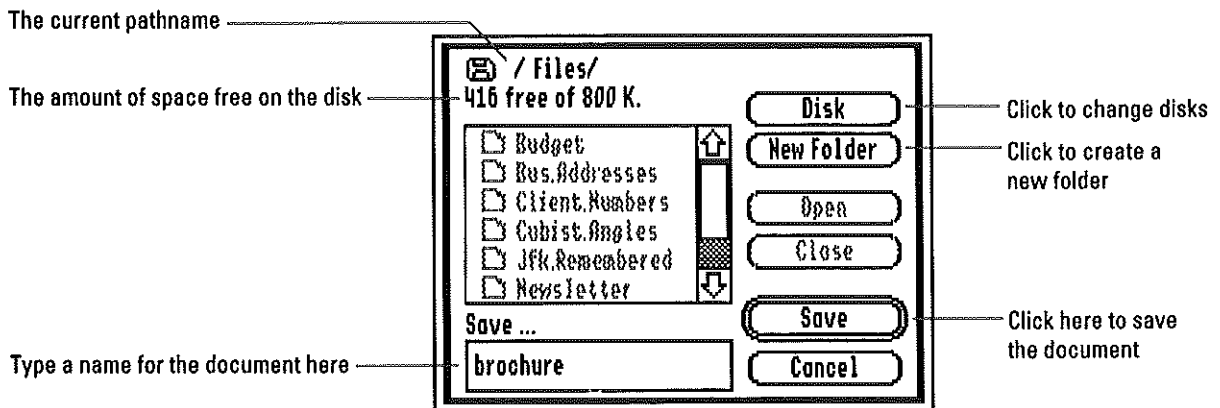 The current pathname
/ Files/
The amount of space free on the disk
416 free of 800 K.
Budget
Bus.Addresses
Client.Numbers
Cubist.Angles
Jfk.Remembered
Newsletter
Save ...
Type a name for the document here
brochure
Disk
Click to change disks
New Folder
Click to create a
new folder
Open
Close
Save
Click here to save
the document
Cancel